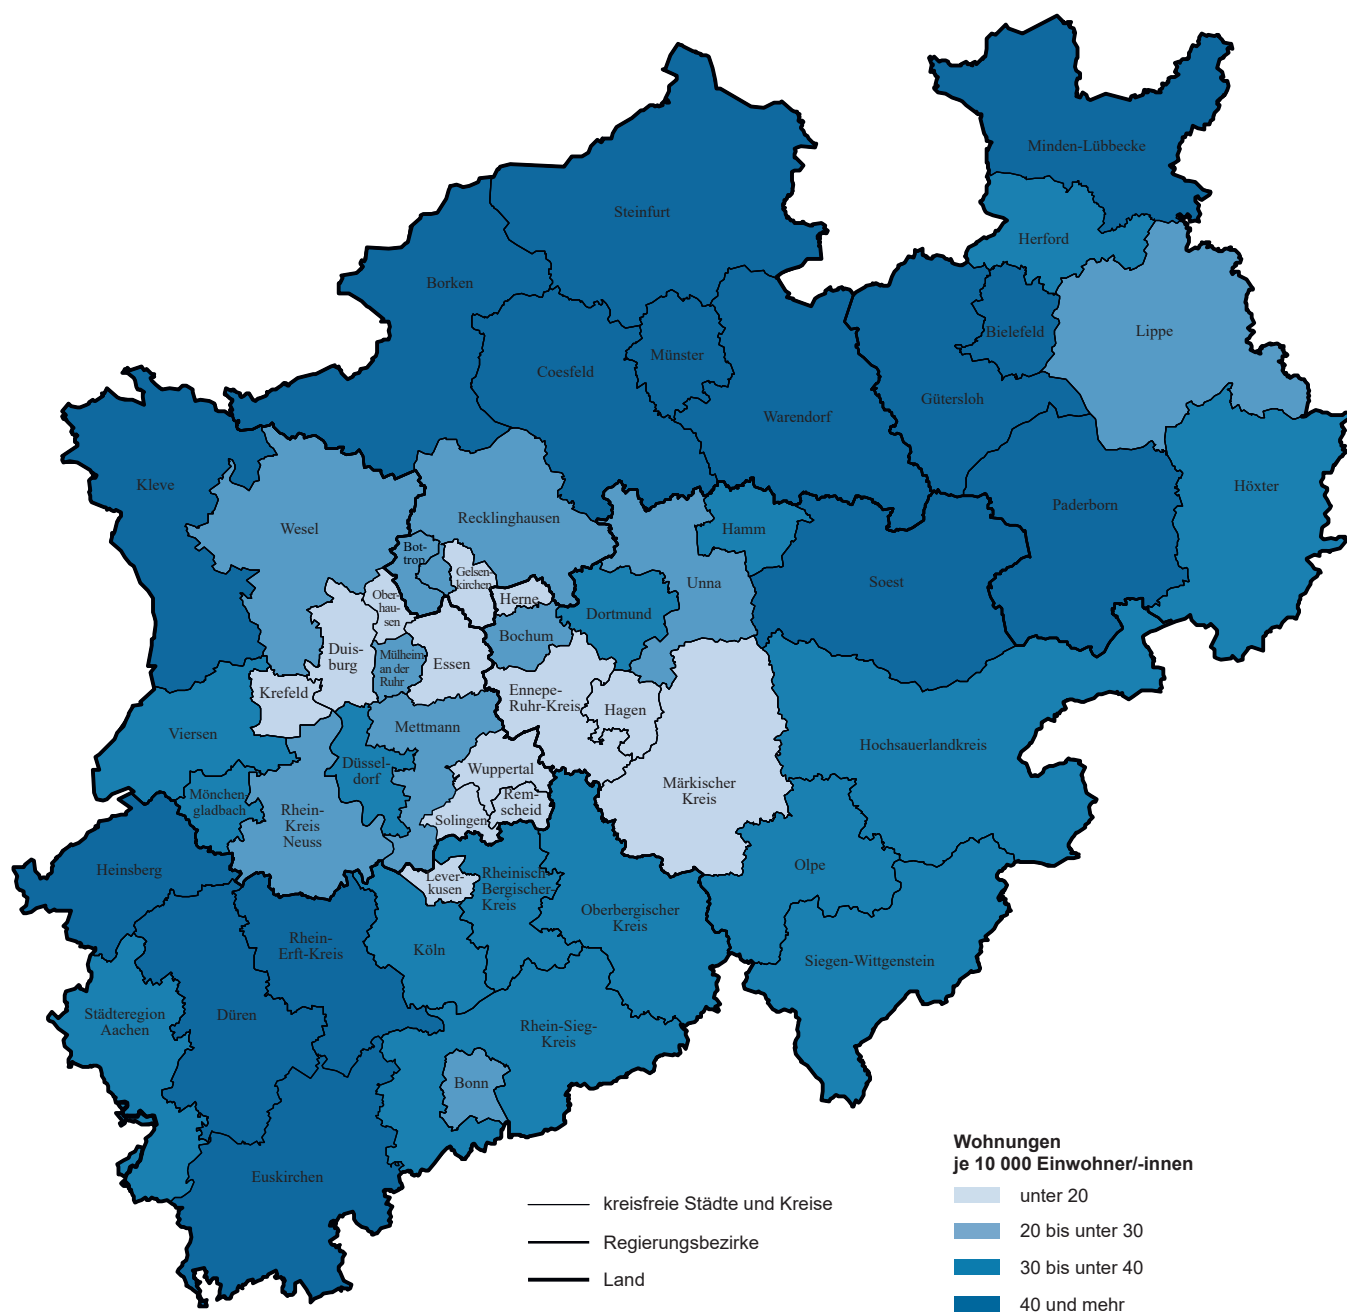 Minden-Lübbecke
Steinfurt
Herford
Borken
Bielefeld
Lippe
Münster
Coesfeld
Gütersloh
Warendorf
Kleve
Höxter
Paderborn
Wesel
Recklinghausen
Hamm
Bot-
trop
Gelsen-
kirchen
Unna
Soest
Ober-
hau-
sen
Herne
Dortmund
Bochum
Duis-
burg
Mülheim
an der
Ruhr
Essen
Krefeld
Ennepe-
Ruhr-Kreis
Hagen
Viersen
Mettmann
Hochsauerlandkreis
Düssel-
dorf
Wuppertal
Märkischer
Kreis
Mönchen-
gladbach
Rem-
scheid
Rhein-
Kreis
Neuss
Solingen
Heinsberg
Lever-
kusen
Rheinisch-
Bergischer-
Kreis
Olpe
Oberbergischer
Kreis
Rhein-
Erft-Kreis
Köln
Siegen-Wittgenstein
Städteregion
Aachen
Düren
Rhein-Sieg-
Kreis
Bonn
Euskirchen
Wohnungen
je 10 000 Einwohner/-innen
unter 20
20 bis unter 30
30 bis unter 40
40 und mehr
kreisfreie Städte und Kreise
Regierungsbezirke
Land